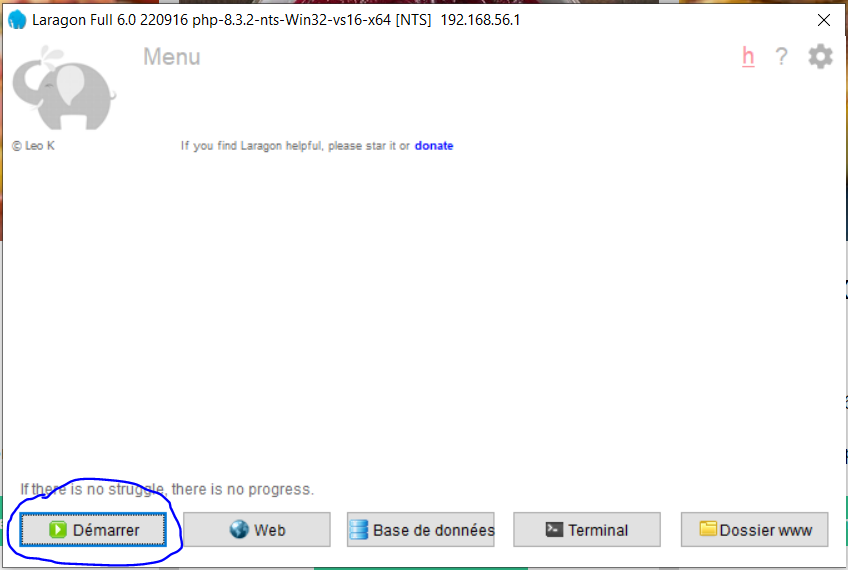 Laragon Full 6.0 220916 php-8.3.2-nts-Win32-vs16-x64 [NTS] 192.168.56.1
Menu
h ?
© Leo K
If you find Laragon helpful, please star it or donate
If there is no struggle, there is no progress.
Démarrer
Web
Base de données
Terminal
Dossier www